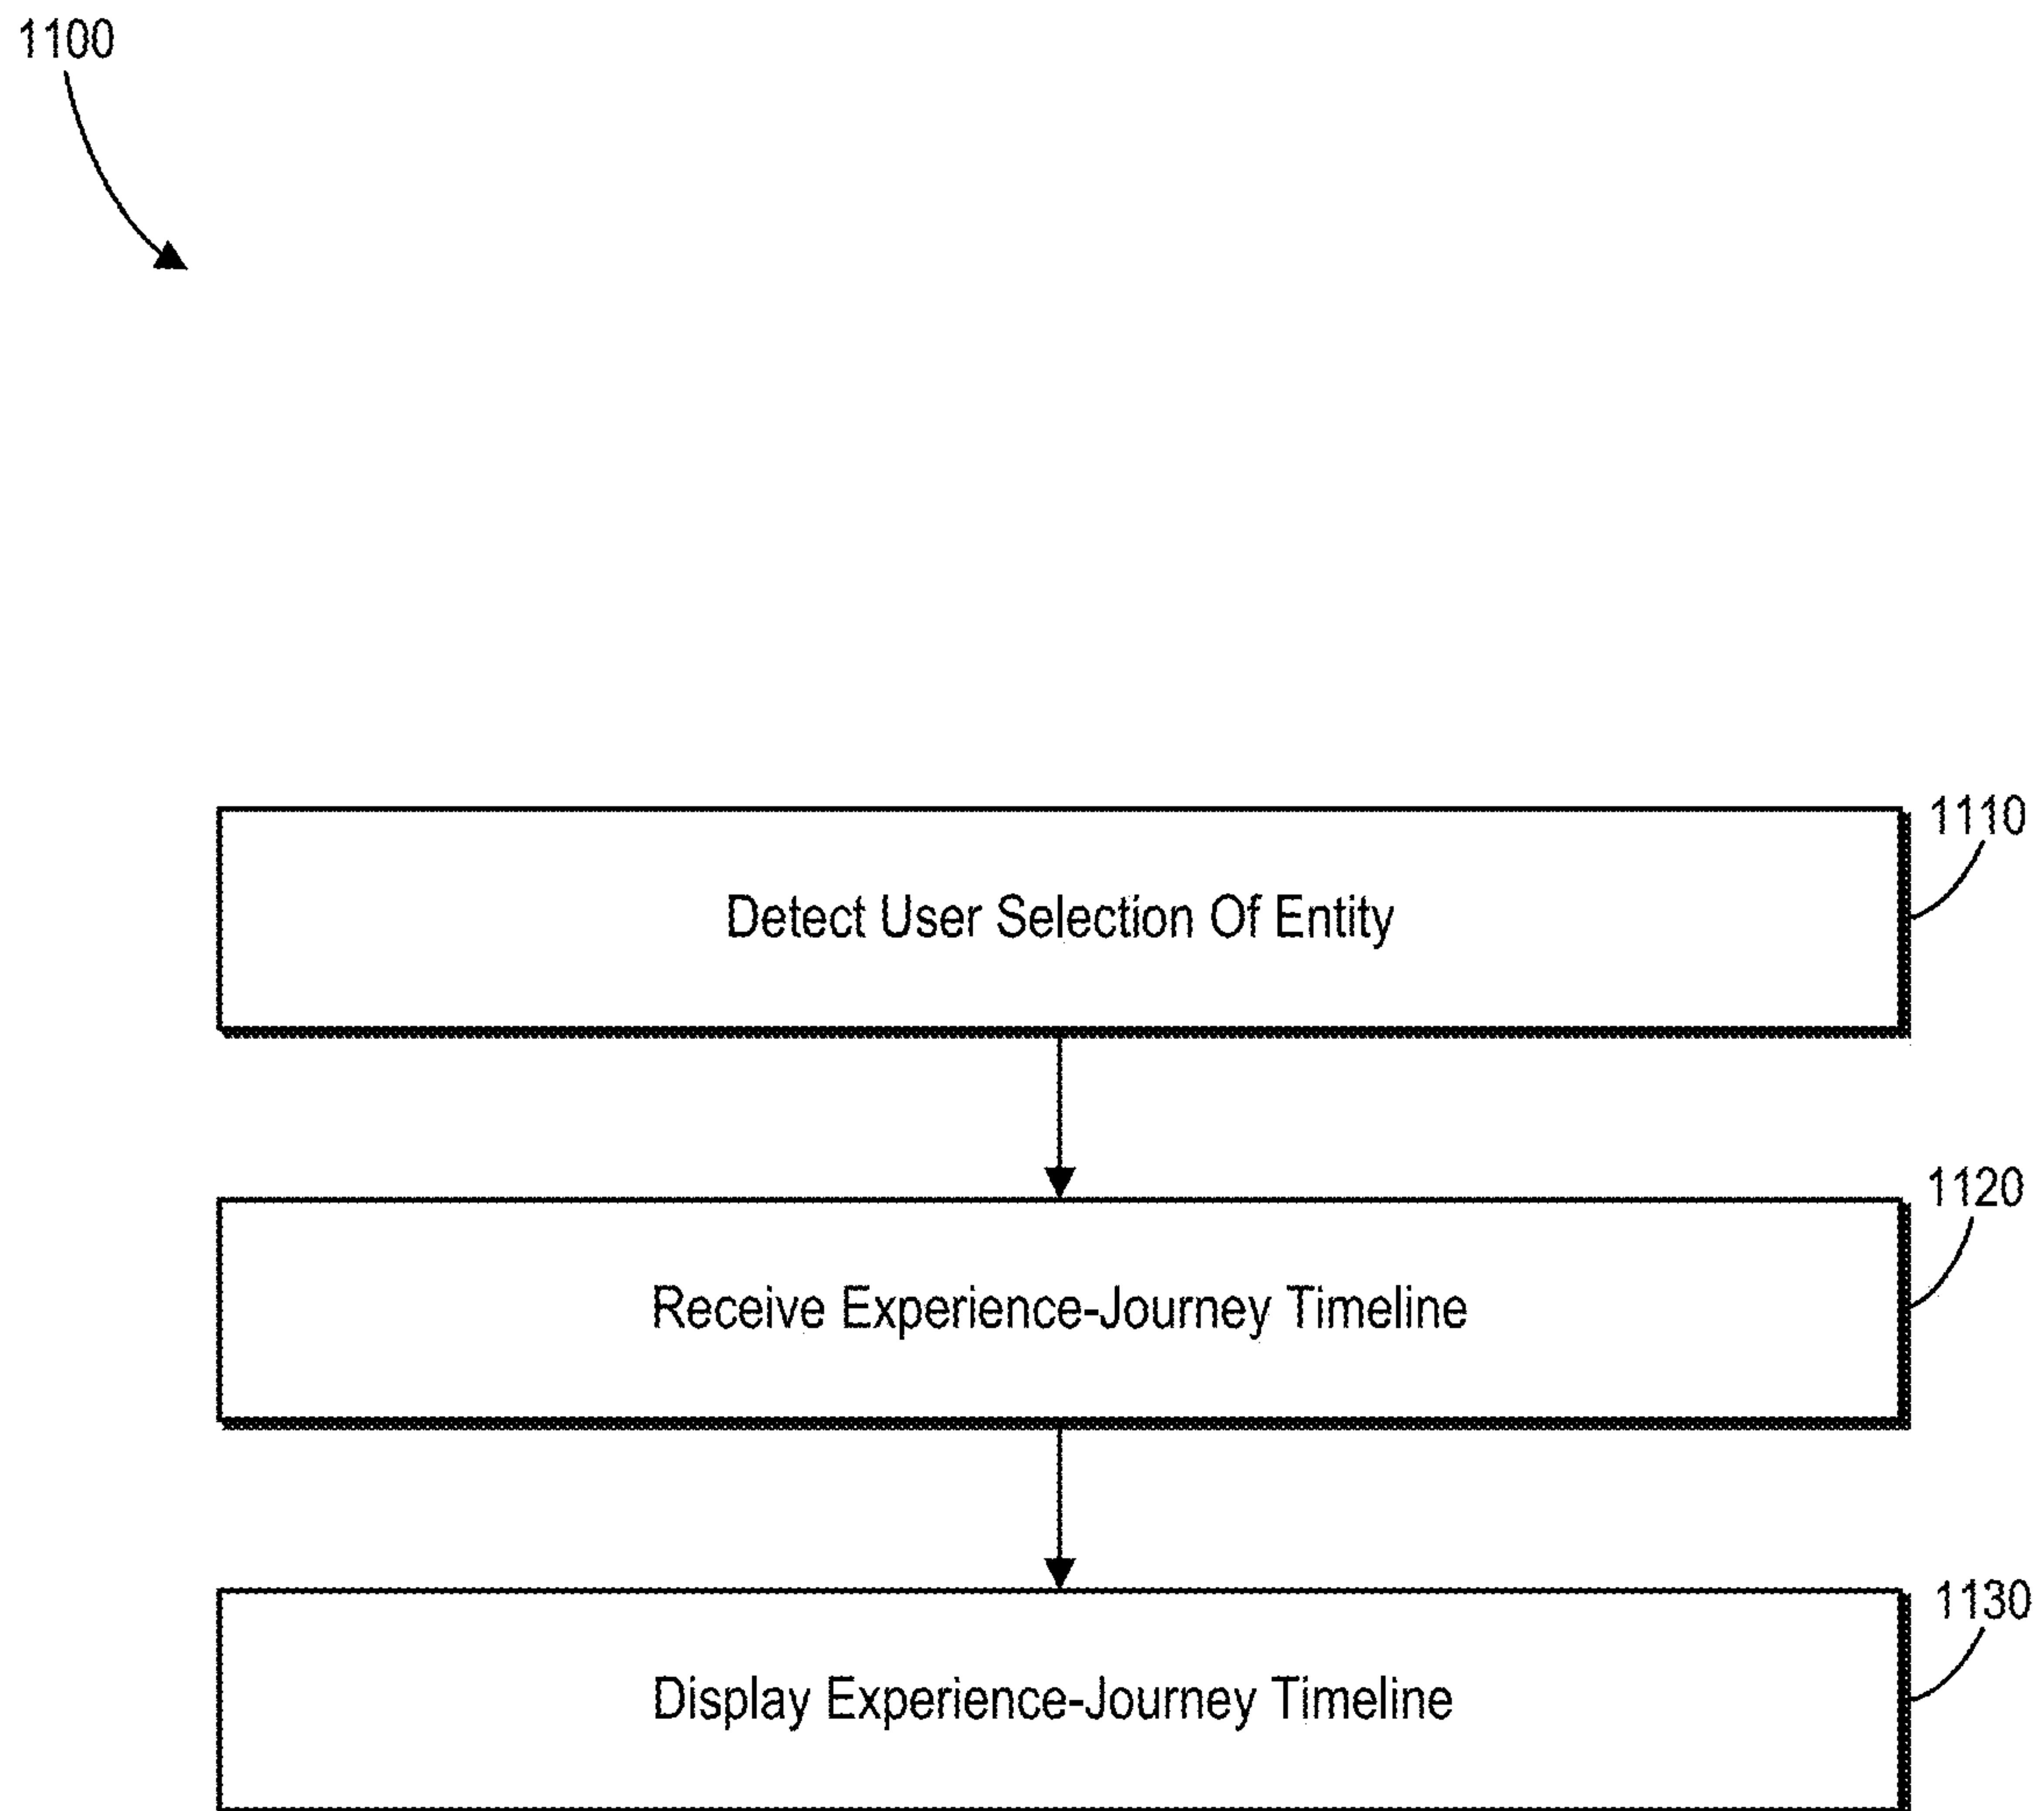 1100
Detect User Selection Of Entity
1110
Receive Experience-Journey Timeline
1120
Display Experience-Journey Timeline
1130